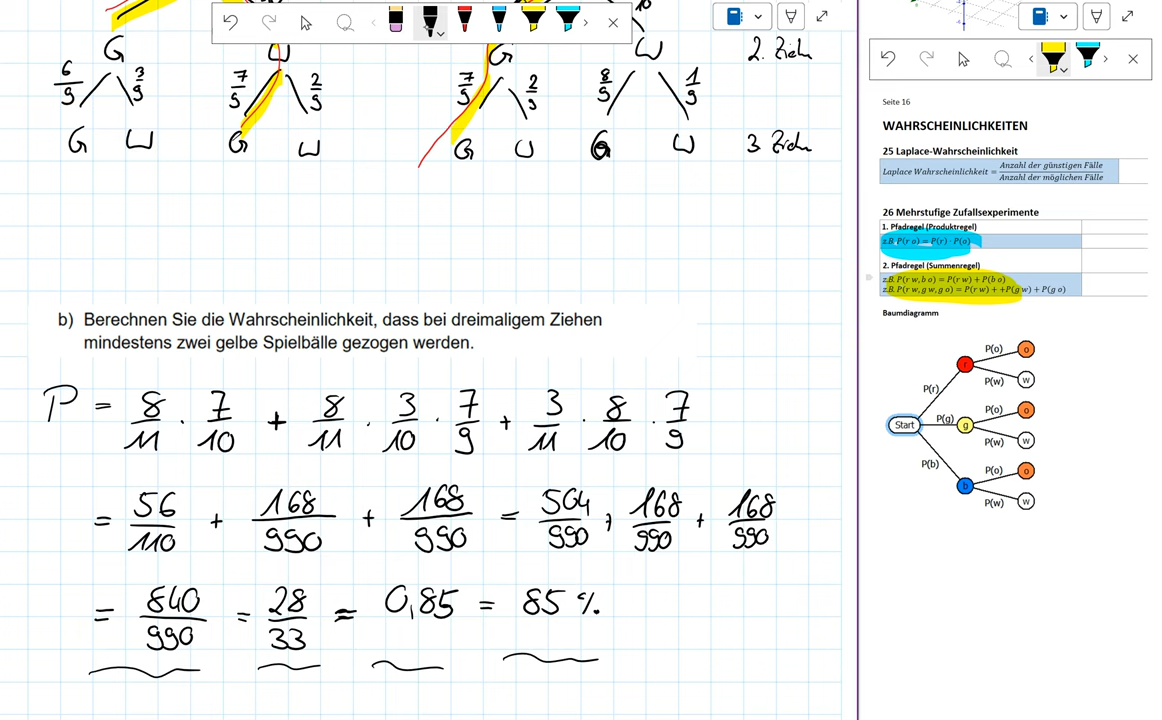 10
G W G W 2. Ziehn
6/9 3/9 7/9 2/9 7/9 2/9 8/9 1/9
G W G W G W G W 3. Ziehn
b) Berechnen Sie die Wahrscheinlichkeit, dass bei dreimaligem Ziehen
mindestens zwei gelbe Spielbälle gezogen werden.
P = 8/11 · 7/10 + 8/11 · 3/10 · 7/9 + 3/11 · 8/10 · 7/9
= 56/110 + 168/990 + 168/990 = 504/990 + 168/990 + 168/990
= 840/990 = 28/33 ≈ 0,85 = 85 %
Seite 16
WAHRSCHEINLICHKEITEN
25 Laplace-Wahrscheinlichkeit
Laplace Wahrscheinlichkeit = Anzahl der günstigen Fälle / Anzahl der möglichen Fälle
26 Mehrstufige Zufallsexperimente
1. Pfadregel (Produktregel)
z.B. P(r o) = P(r) · P(o)
2. Pfadregel (Summenregel)
z.B. P(r w, b o) = P(r w) + P(b o)
z.B. P(r w, g w, g o) = P(r w) + +P(g w) + P(g o)
Baumdiagramm
P(o) o
r
P(r) P(w) w
P(o) o
Start P(g) g
P(w) w
P(b) P(o) o
b
P(w) w